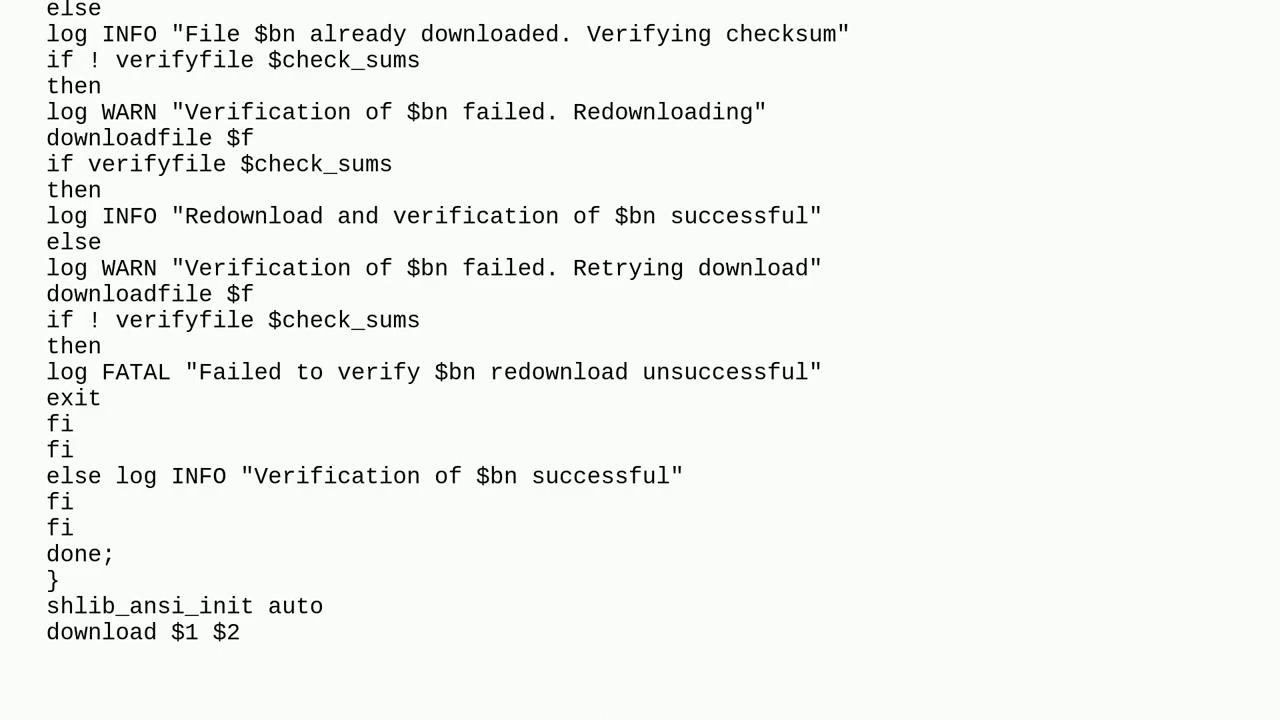 else
log INFO "File $bn already downloaded. Verifying checksum"
if ! verifyfile $check_sums
then
log WARN "Verification of $bn failed. Redownloading"
downloadfile $f
if verifyfile $check_sums
then
log INFO "Redownload and verification of $bn successful"
else
log WARN "Verification of $bn failed. Retrying download"
downloadfile $f
if ! verifyfile $check_sums
then
log FATAL "Failed to verify $bn redownload unsuccessful"
exit
fi
fi
else log INFO "Verification of $bn successful"
fi
fi
done;
}
shlib_ansi_init auto
download $1 $2